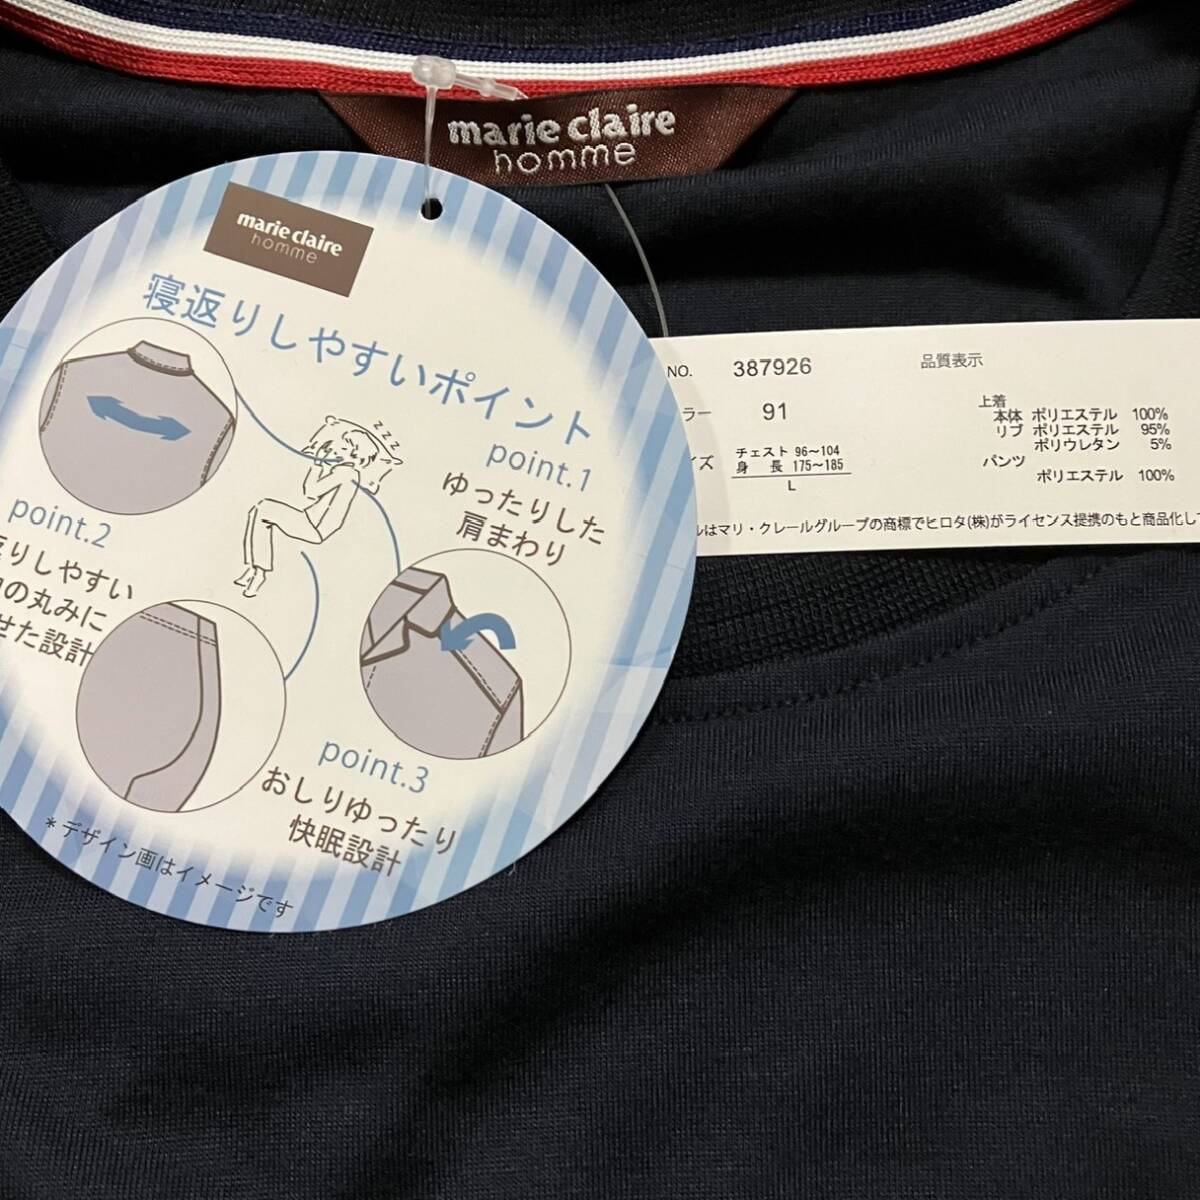 marie claire
homme
marie claire
homme
寝返りしやすいポイント
point.1
ゆったりした
肩まわり
point.2
りしやすい
の丸みに
せた設計
point.3
おしりゆったり
快眠設計
*デザイン画はイメージです
zzz
NO. 387926
ラー 91
イズ チェスト 96～104
身長 175～185
L
品質表示
上着
本体 ポリエステル 100%
リブ ポリエステル 95%
ポリウレタン 5%
パンツ
ポリエステル 100%
ルはマリ・クレールグループの商標でヒロタ(株)がライセンス提携のもと商品化し